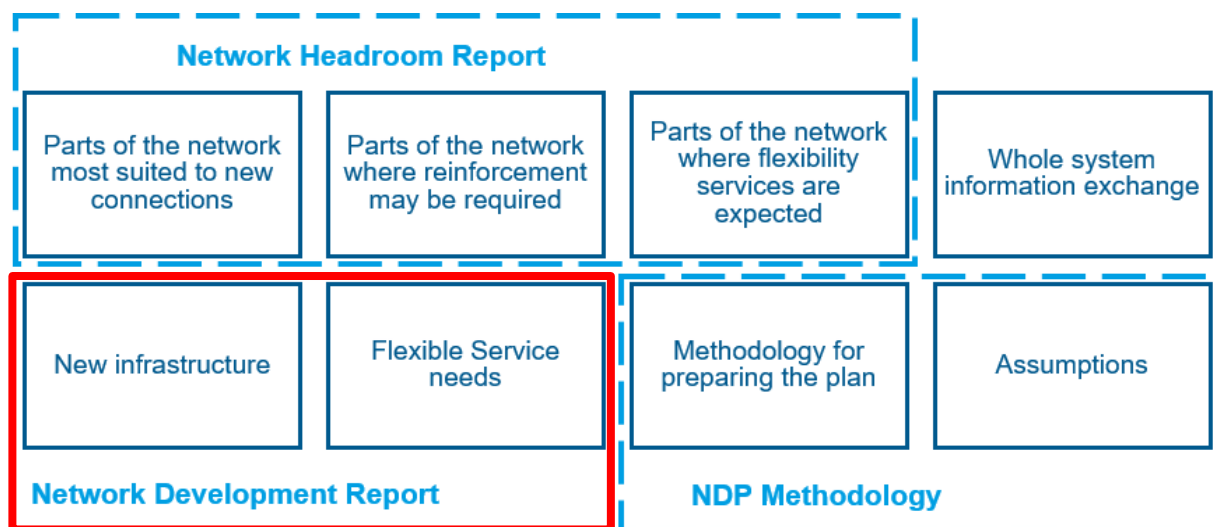 Network Headroom Report
Parts of the network
most suited to new
connections
Parts of the network
where reinforcement
may be required
Parts of the network
where flexibility
services are
expected
Whole system
information exchange
New infrastructure
Flexible Service
needs
Methodology for
preparing the plan
Assumptions
Network Development Report
NDP Methodology